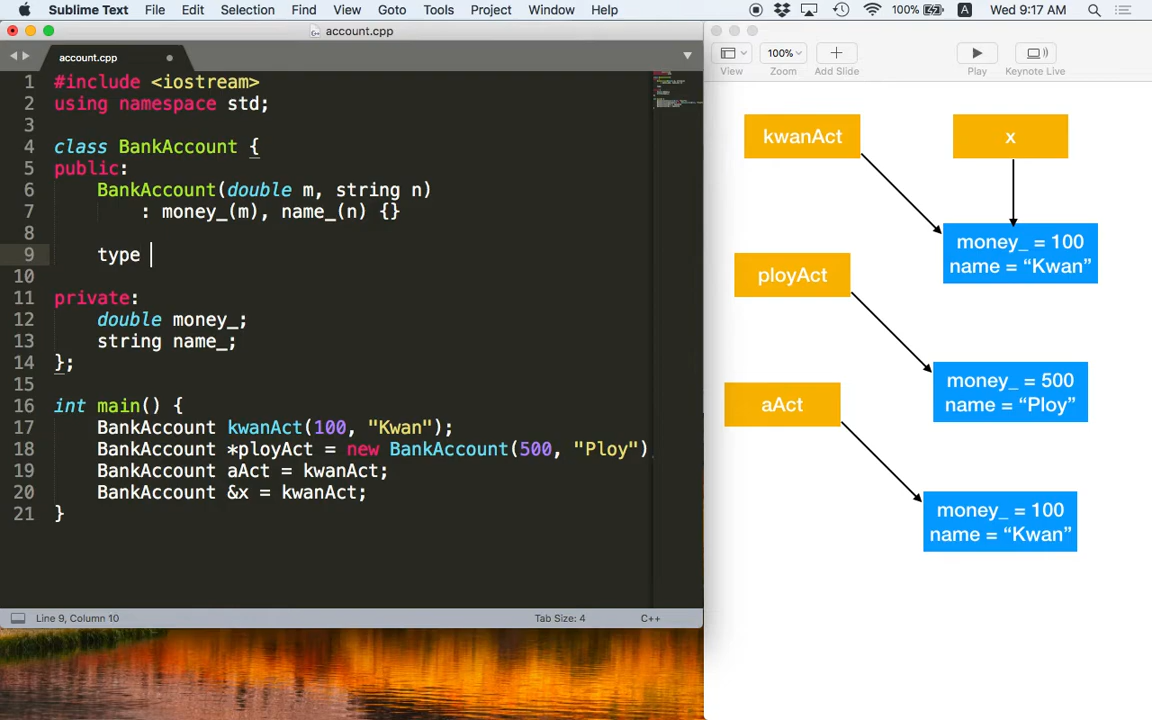 Sublime Text File Edit Selection Find View Goto Tools Project Window Help 100% A Wed 9:17 AM
account.cpp
account.cpp
1 #include <iostream>
2 using namespace std;
3
4 class BankAccount {
5 public:
6 BankAccount(double m, string n)
7 : money_(m), name_(n) {}
8
9 type
10
11 private:
12 double money_;
13 string name_;
14 };
15
16 int main() {
17 BankAccount kwanAct(100, "Kwan");
18 BankAccount *ployAct = new BankAccount(500, "Ploy")
19 BankAccount aAct = kwanAct;
20 BankAccount &x = kwanAct;
21 }
Line 9, Column 10 Tab Size: 4 C++
100%
View Zoom Add Slide Play Keynote Live
kwanAct x
money_ = 100
name = “Kwan”
ployAct
money_ = 500
name = “Ploy”
aAct
money_ = 100
name = “Kwan”